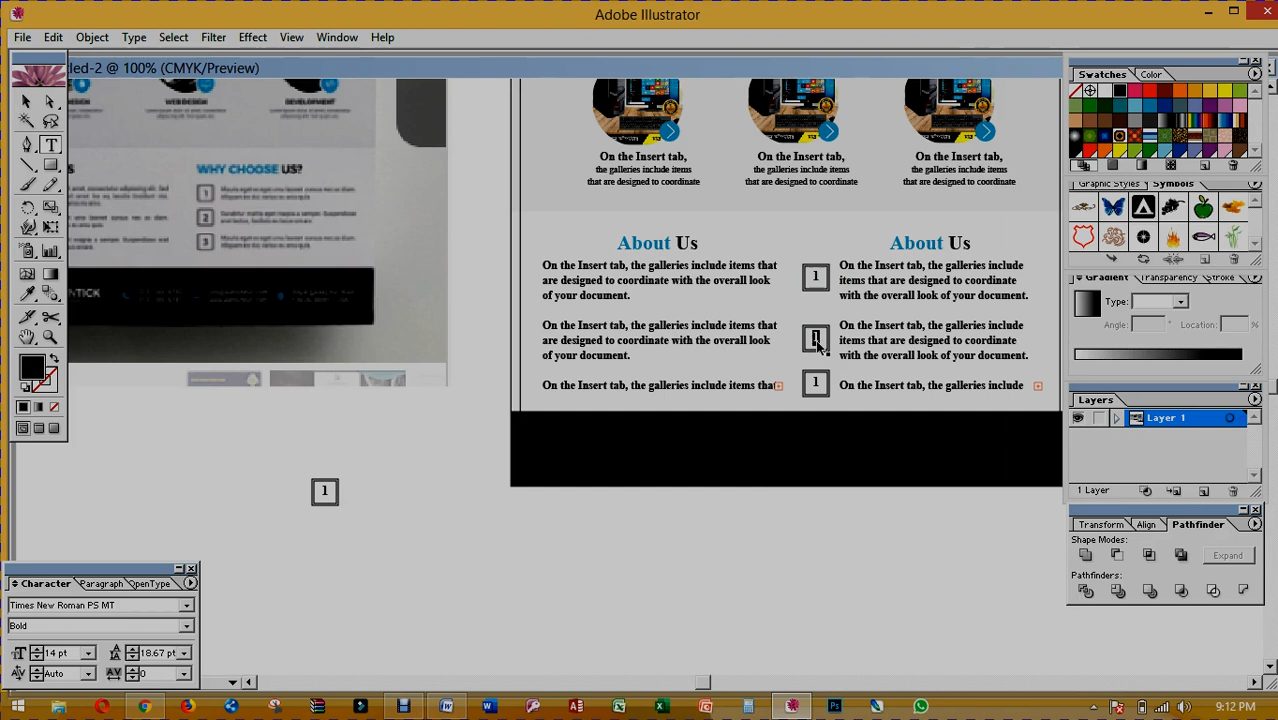 Adobe Illustrator
File Edit Object Type Select Filter Effect View Window Help
led-2 @ 100% (CMYK/Preview)
WEB DESIGN
DEVELOPMENT
S
WHY CHOOSE US?
1
2
3
NTICK
On the Insert tab,
the galleries include items
that are designed to coordinate
On the Insert tab,
the galleries include items
that are designed to coordinate
On the Insert tab,
the galleries include items
that are designed to coordinate
About Us
On the Insert tab, the galleries include items that
are designed to coordinate with the overall look
of your document.
On the Insert tab, the galleries include items that
are designed to coordinate with the overall look
of your document.
On the Insert tab, the galleries include items that
About Us
1
On the Insert tab, the galleries include
items that are designed to coordinate
with the overall look of your document.
1
On the Insert tab, the galleries include
items that are designed to coordinate
with the overall look of your document.
1
On the Insert tab, the galleries include
1
Swatches Color
Graphic Styles Symbols
Gradient Transparency Stroke
Type:
Angle: ° Location: %
Layers
Layer 1
1 Layer
Transform Align Pathfinder
Shape Modes:
Expand
Pathfinders:
Character Paragraph OpenType
Times New Roman PS MT
Bold
14 pt 18.67 pt
Auto 0
9:12 PM